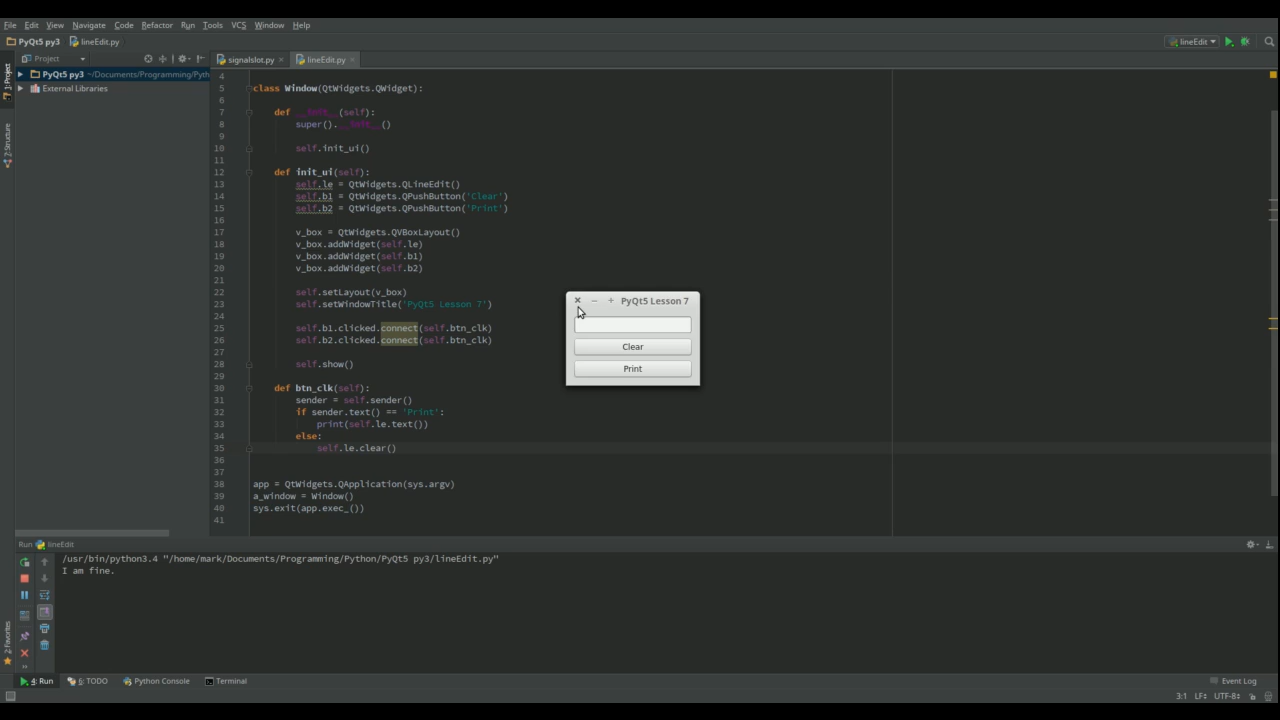 File Edit View Navigate Code Refactor Run Tools VCS Window Help
PyQt5 py3 lineEdit.py lineEdit
Project signalslot.py lineEdit.py
1: Project
2: Structure
2: Favorites
PyQt5 py3 ~/Documents/Programming/Pyth
External Libraries
4
5 class Window(QtWidgets.QWidget):
6
7 def __init__(self):
8 super().__init__()
9
10 self.init_ui()
11
12 def init_ui(self):
13 self.le = QtWidgets.QLineEdit()
14 self.b1 = QtWidgets.QPushButton('Clear')
15 self.b2 = QtWidgets.QPushButton('Print')
16
17 v_box = QtWidgets.QVBoxLayout()
18 v_box.addWidget(self.le)
19 v_box.addWidget(self.b1)
20 v_box.addWidget(self.b2)
21
22 self.setLayout(v_box)
23 self.setWindowTitle('PyQt5 Lesson 7')
24
25 self.b1.clicked.connect(self.btn_clk)
26 self.b2.clicked.connect(self.btn_clk)
27
28 self.show()
29
30 def btn_clk(self):
31 sender = self.sender()
32 if sender.text() == 'Print':
33 print(self.le.text())
34 else:
35 self.le.clear()
36
37
38 app = QtWidgets.QApplication(sys.argv)
39 a_window = Window()
40 sys.exit(app.exec_())
41
PyQt5 Lesson 7
Clear
Print
Run lineEdit
/usr/bin/python3.4 "/home/mark/Documents/Programming/Python/PyQt5 py3/lineEdit.py"
I am fine.
4: Run 6: TODO Python Console Terminal Event Log
3:1 LF UTF-8